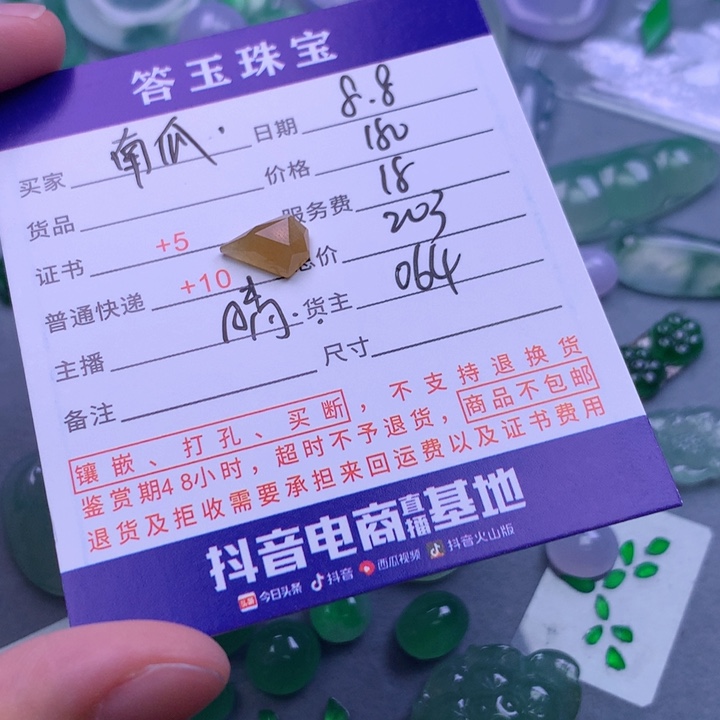 答玉珠宝
买家 南瓜. 日期 8.8
货品 价格 180
证书 +5 服务费 18
普通快递 +10 总价 203
主播 晴. 货主 064
备注 尺寸
镶嵌、打孔、买断，不支持退换货
鉴赏期48小时，超时不予退货，商品不包邮
退货及拒收需要承担来回运费以及证书费用
抖音电商直播基地
头条 今日头条 抖音 西瓜视频 抖音火山版